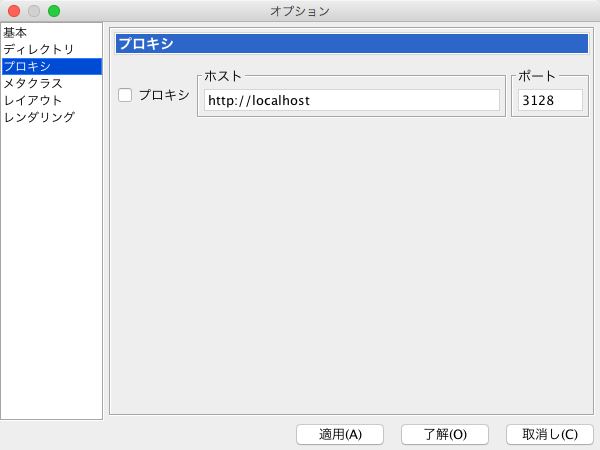 オプション
基本
ディレクトリ
プロキシ
メタクラス
レイアウト
レンダリング
プロキシ
プロキシ
ホスト
http://localhost
ポート
3128
適用(A)
了解(O)
取消し(C)